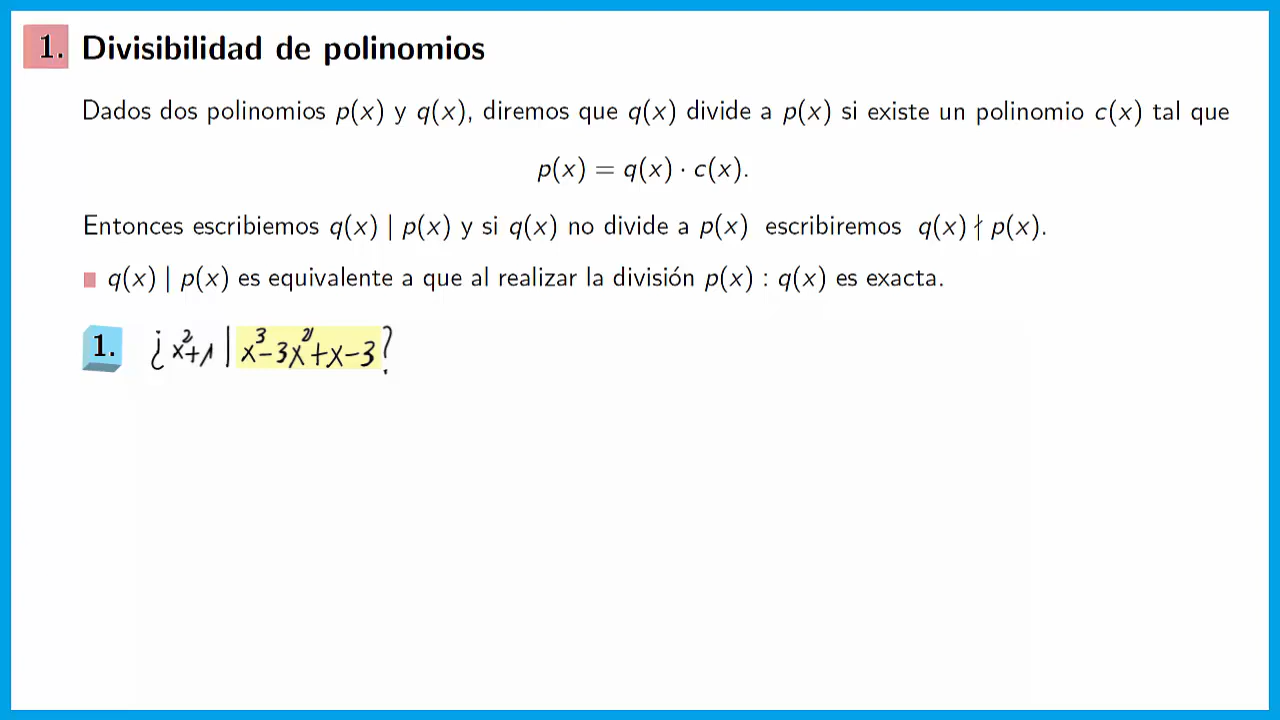 1. Divisibilidad de polinomios
Dados dos polinomios p(x) y q(x), diremos que q(x) divide a p(x) si existe un polinomio c(x) tal que
p(x) = q(x) · c(x).
Entonces escribiemos q(x) | p(x) y si q(x) no divide a p(x) escribiremos q(x) ∤ p(x).
q(x) | p(x) es equivalente a que al realizar la división p(x) : q(x) es exacta.
1. ¿x²+1 | x³-3x²+x-3?